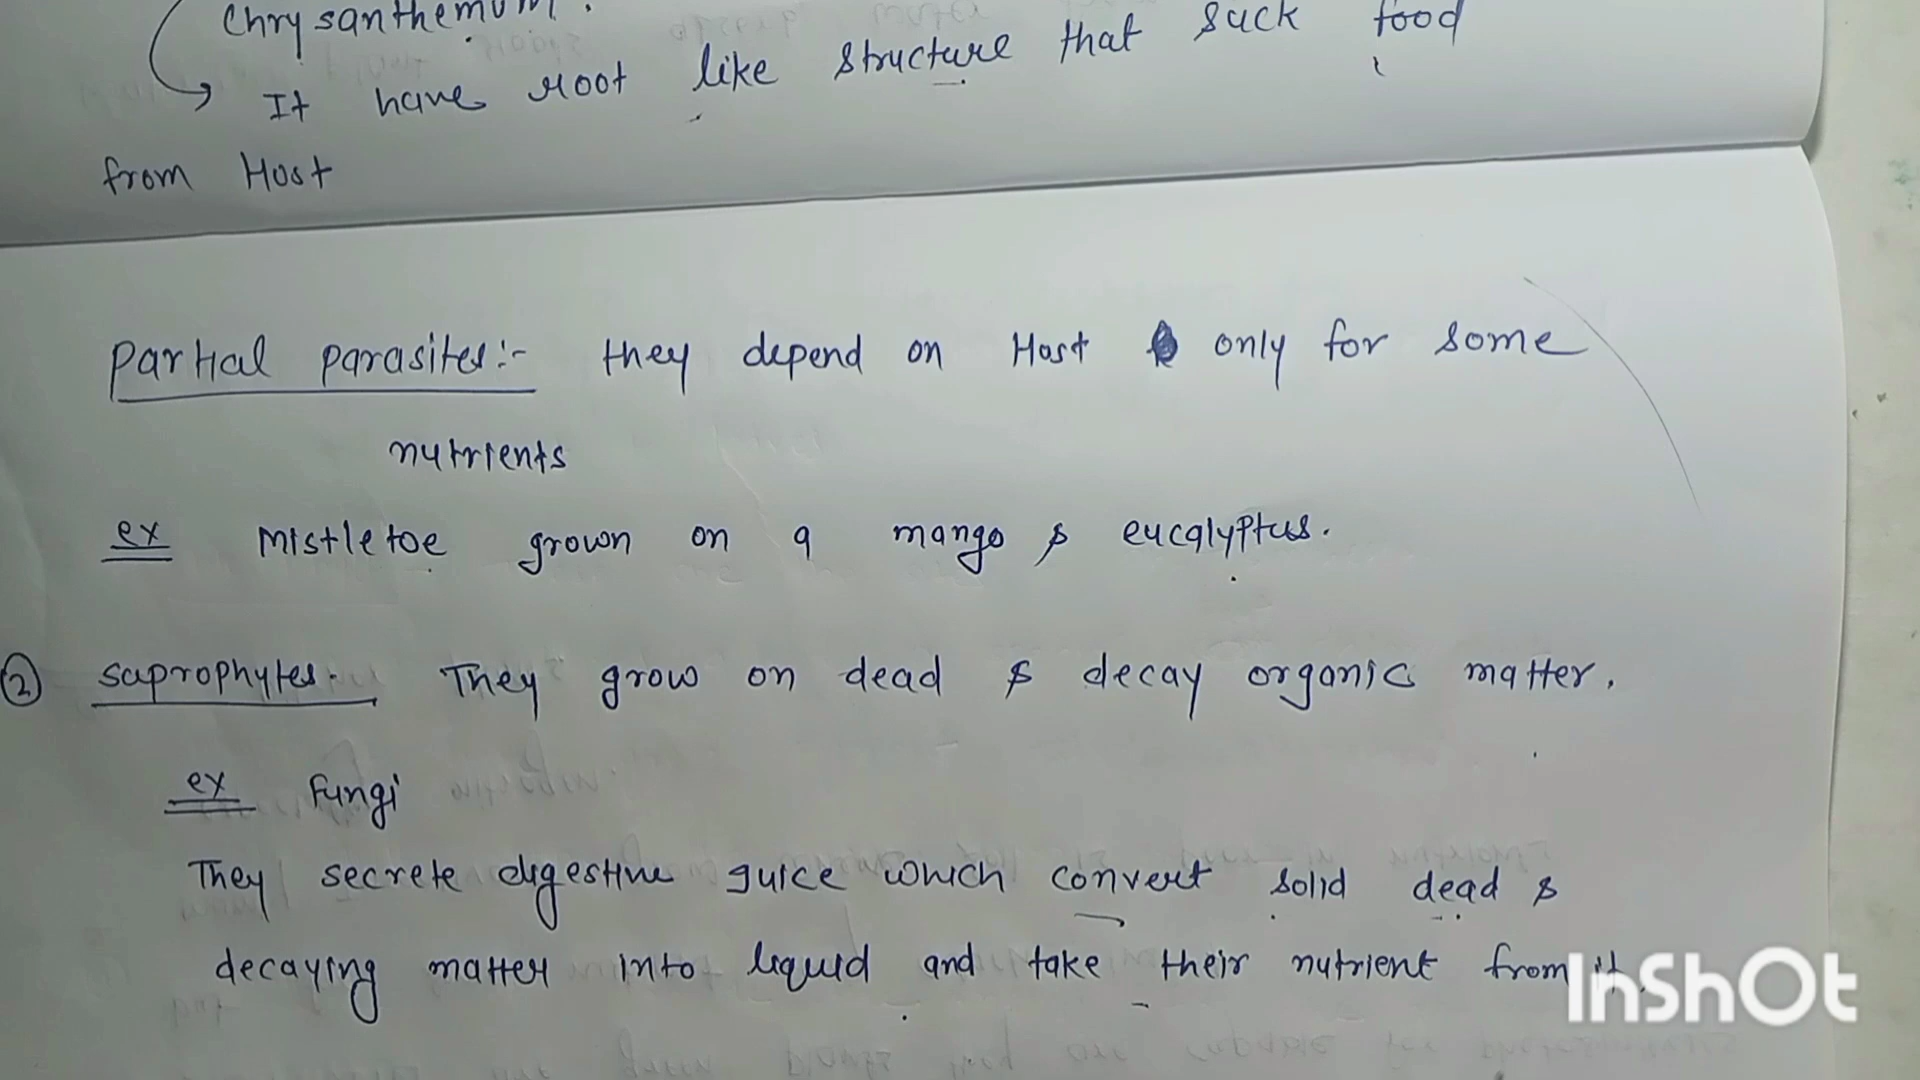 Chrysanthemum.
It have root like structure that suck food
from Host
Partial parasites:- they depend on Host only for some
nutrients
ex Mistletoe grown on a mango & eucalyptus.
② saprophytes. They grow on dead & decay organic matter.
ex Fungi
They secrete digestive guice which convert solid dead &
decaying matter into liquid and take their nutrient from it
InShOt